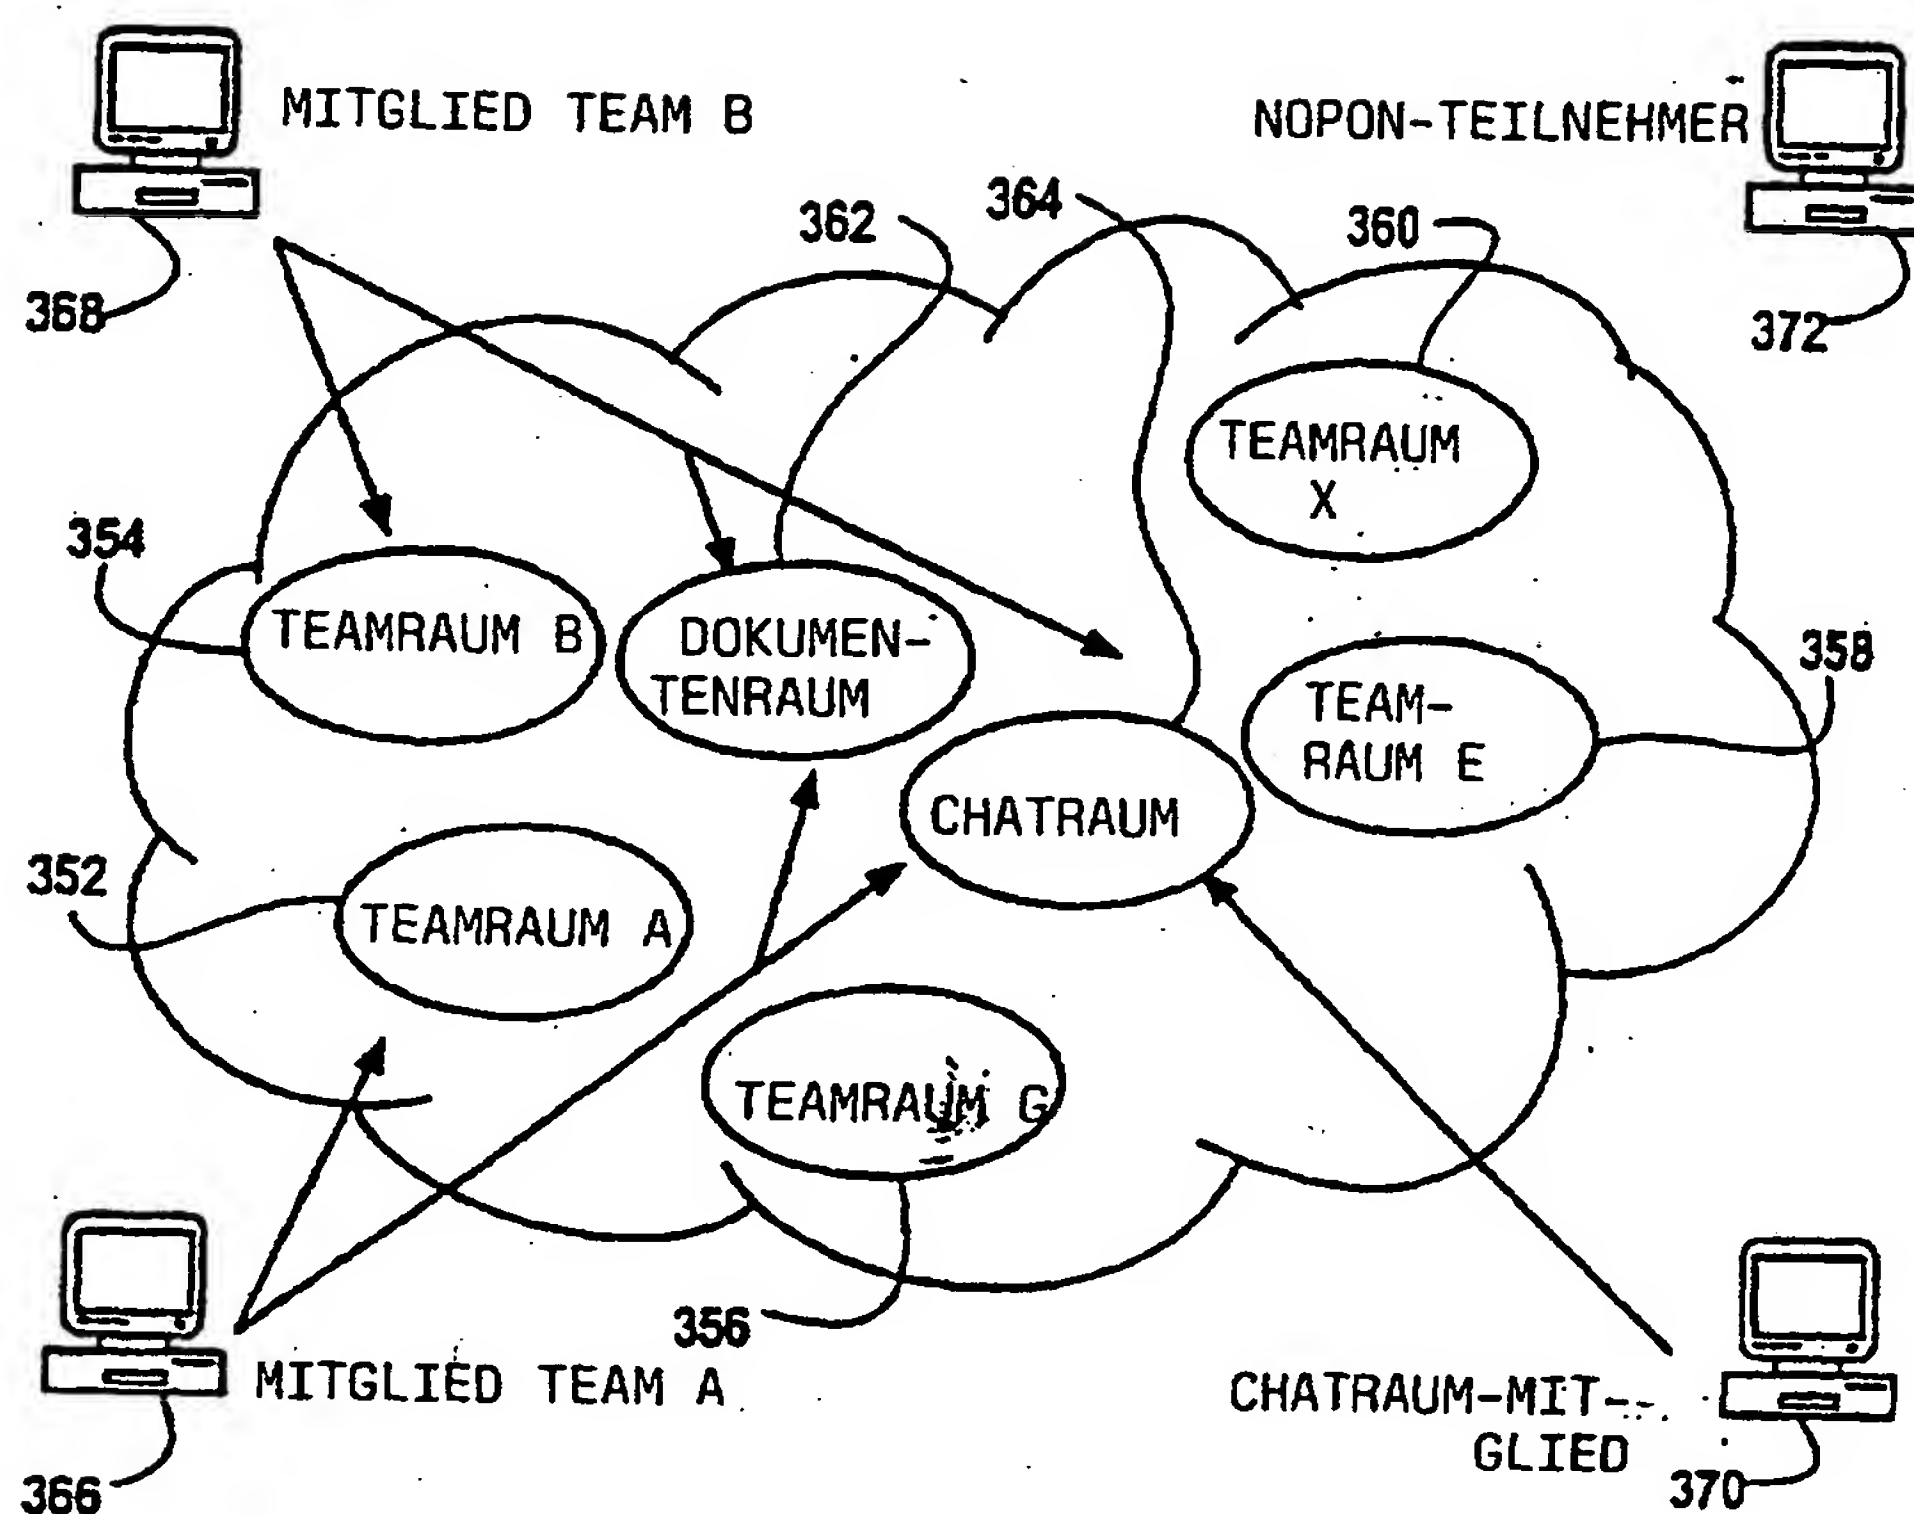 MITGLIED TEAM B
NOPON-TEILNEHMER
368
362
364
360
372
TEAMRAUM
X
354
TEAMRAUM B
DOKUMEN-
TENRAUM
358
TEAM-
RAUM E
CHATRAUM
352
TEAMRAUM A
TEAMRAUM G
356
MITGLIED TEAM A
CHATRAUM-MIT-
GLIED
366
370